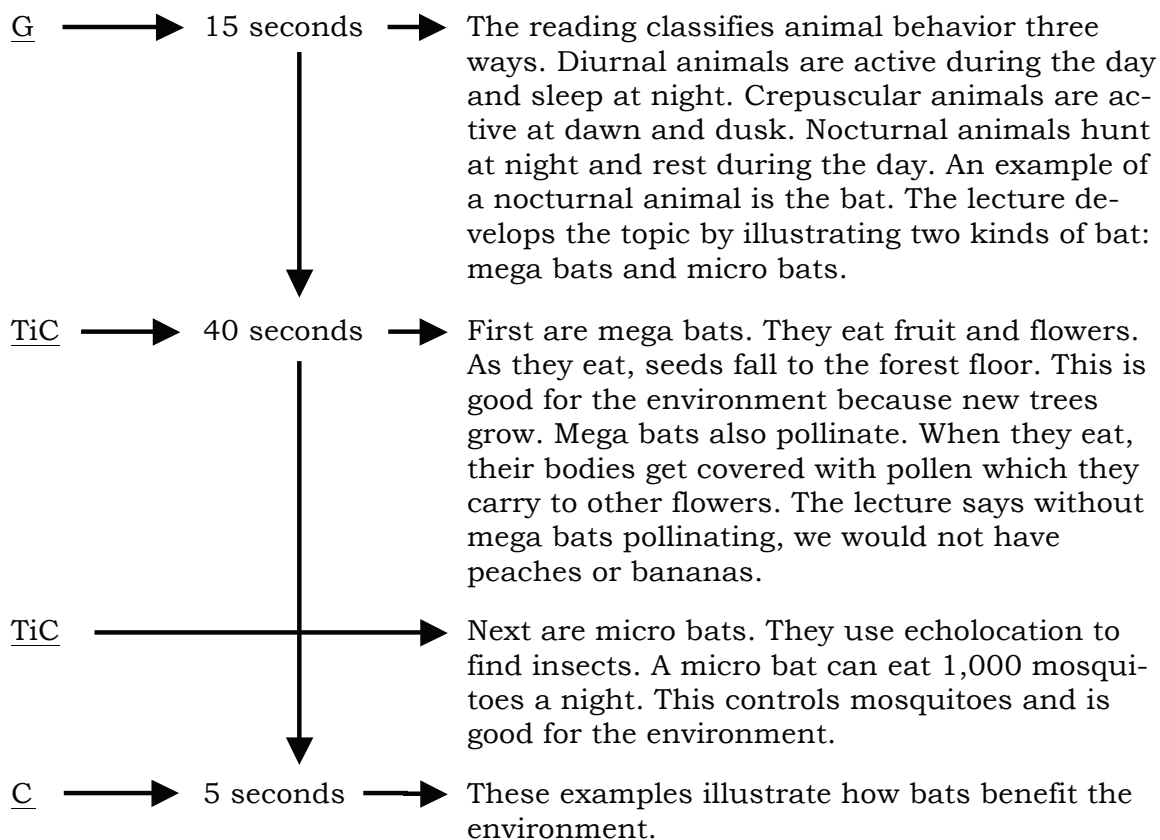 G 15 seconds The reading classifies animal behavior three
ways. Diurnal animals are active during the day
and sleep at night. Crepuscular animals are ac-
tive at dawn and dusk. Nocturnal animals hunt
at night and rest during the day. An example of
a nocturnal animal is the bat. The lecture de-
velops the topic by illustrating two kinds of bat:
mega bats and micro bats.
TiC 40 seconds First are mega bats. They eat fruit and flowers.
As they eat, seeds fall to the forest floor. This is
good for the environment because new trees
grow. Mega bats also pollinate. When they eat,
their bodies get covered with pollen which they
carry to other flowers. The lecture says without
mega bats pollinating, we would not have
peaches or bananas.
TiC Next are micro bats. They use echolocation to
find insects. A micro bat can eat 1,000 mosqui-
toes a night. This controls mosquitoes and is
good for the environment.
C 5 seconds These examples illustrate how bats benefit the
environment.